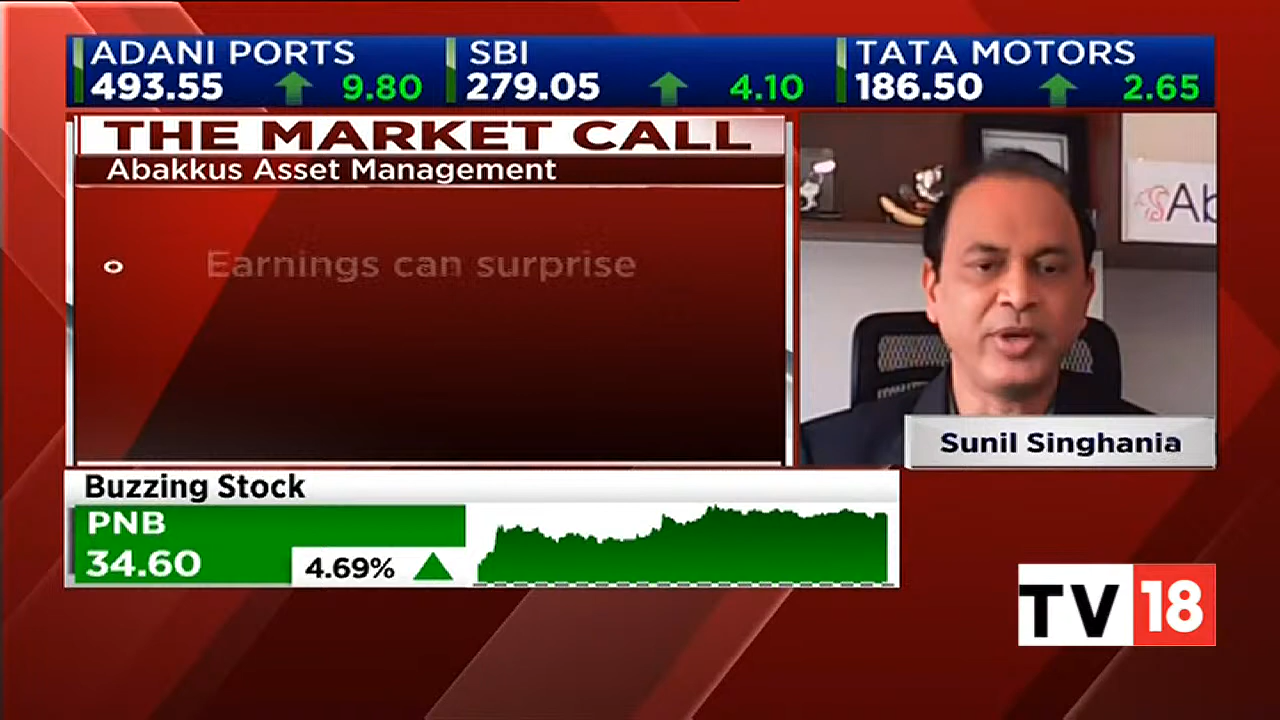 ADANI PORTS
493.55 9.80
SBI
279.05 4.10
TATA MOTORS
186.50 2.65
THE MARKET CALL
Abakkus Asset Management
Earnings can surprise
Ab
Sunil Singhania
Buzzing Stock
PNB
34.60 4.69%
TV18